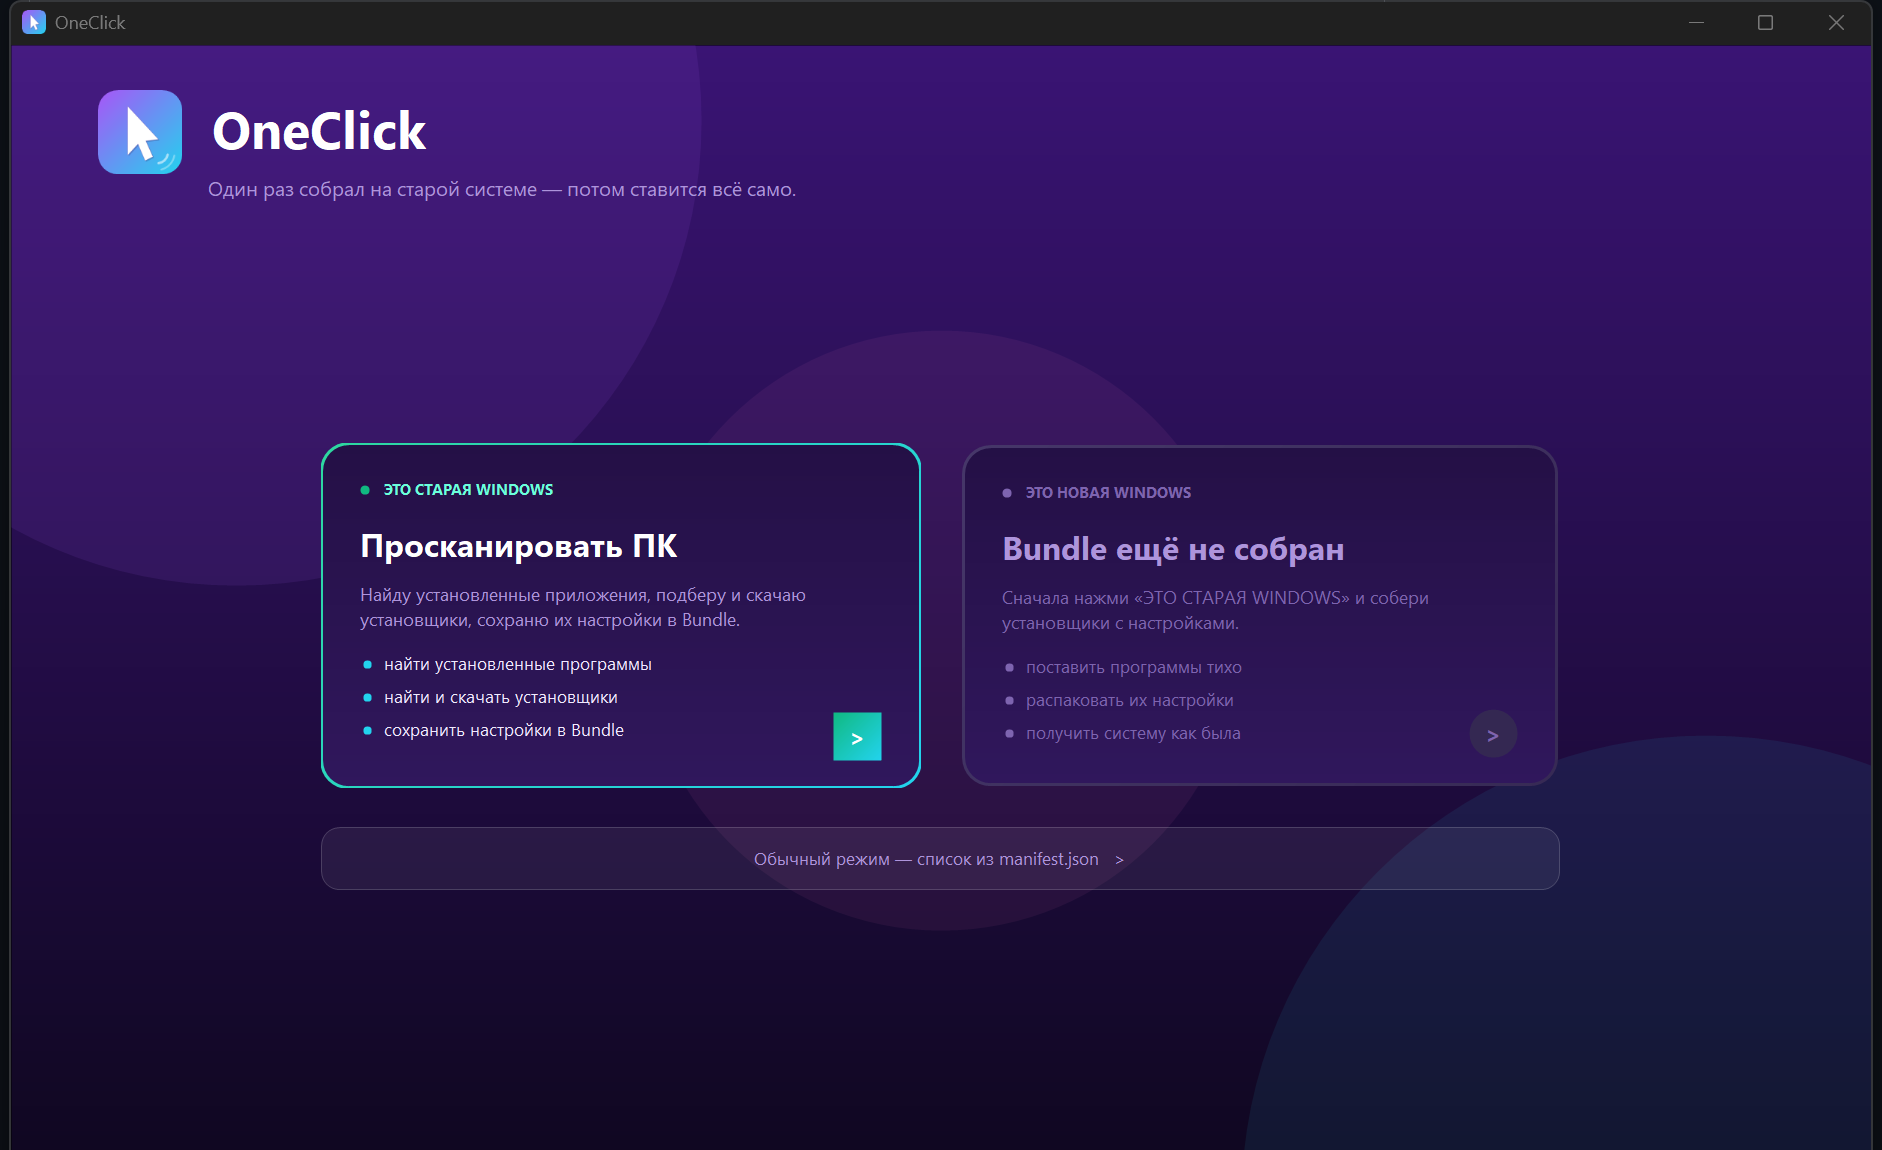 OneClick
OneClick
Один раз собрал на старой системе — потом ставится всё само.
ЭТО СТАРАЯ WINDOWS
Просканировать ПК
Найду установленные приложения, подберу и скачаю
установщики, сохраню их настройки в Bundle.
найти установленные программы
найти и скачать установщики
сохранить настройки в Bundle
>
ЭТО НОВАЯ WINDOWS
Bundle ещё не собран
Сначала нажми «ЭТО СТАРАЯ WINDOWS» и собери
установщики с настройками.
поставить программы тихо
распаковать их настройки
получить систему как была
>
Обычный режим — список из manifest.json >